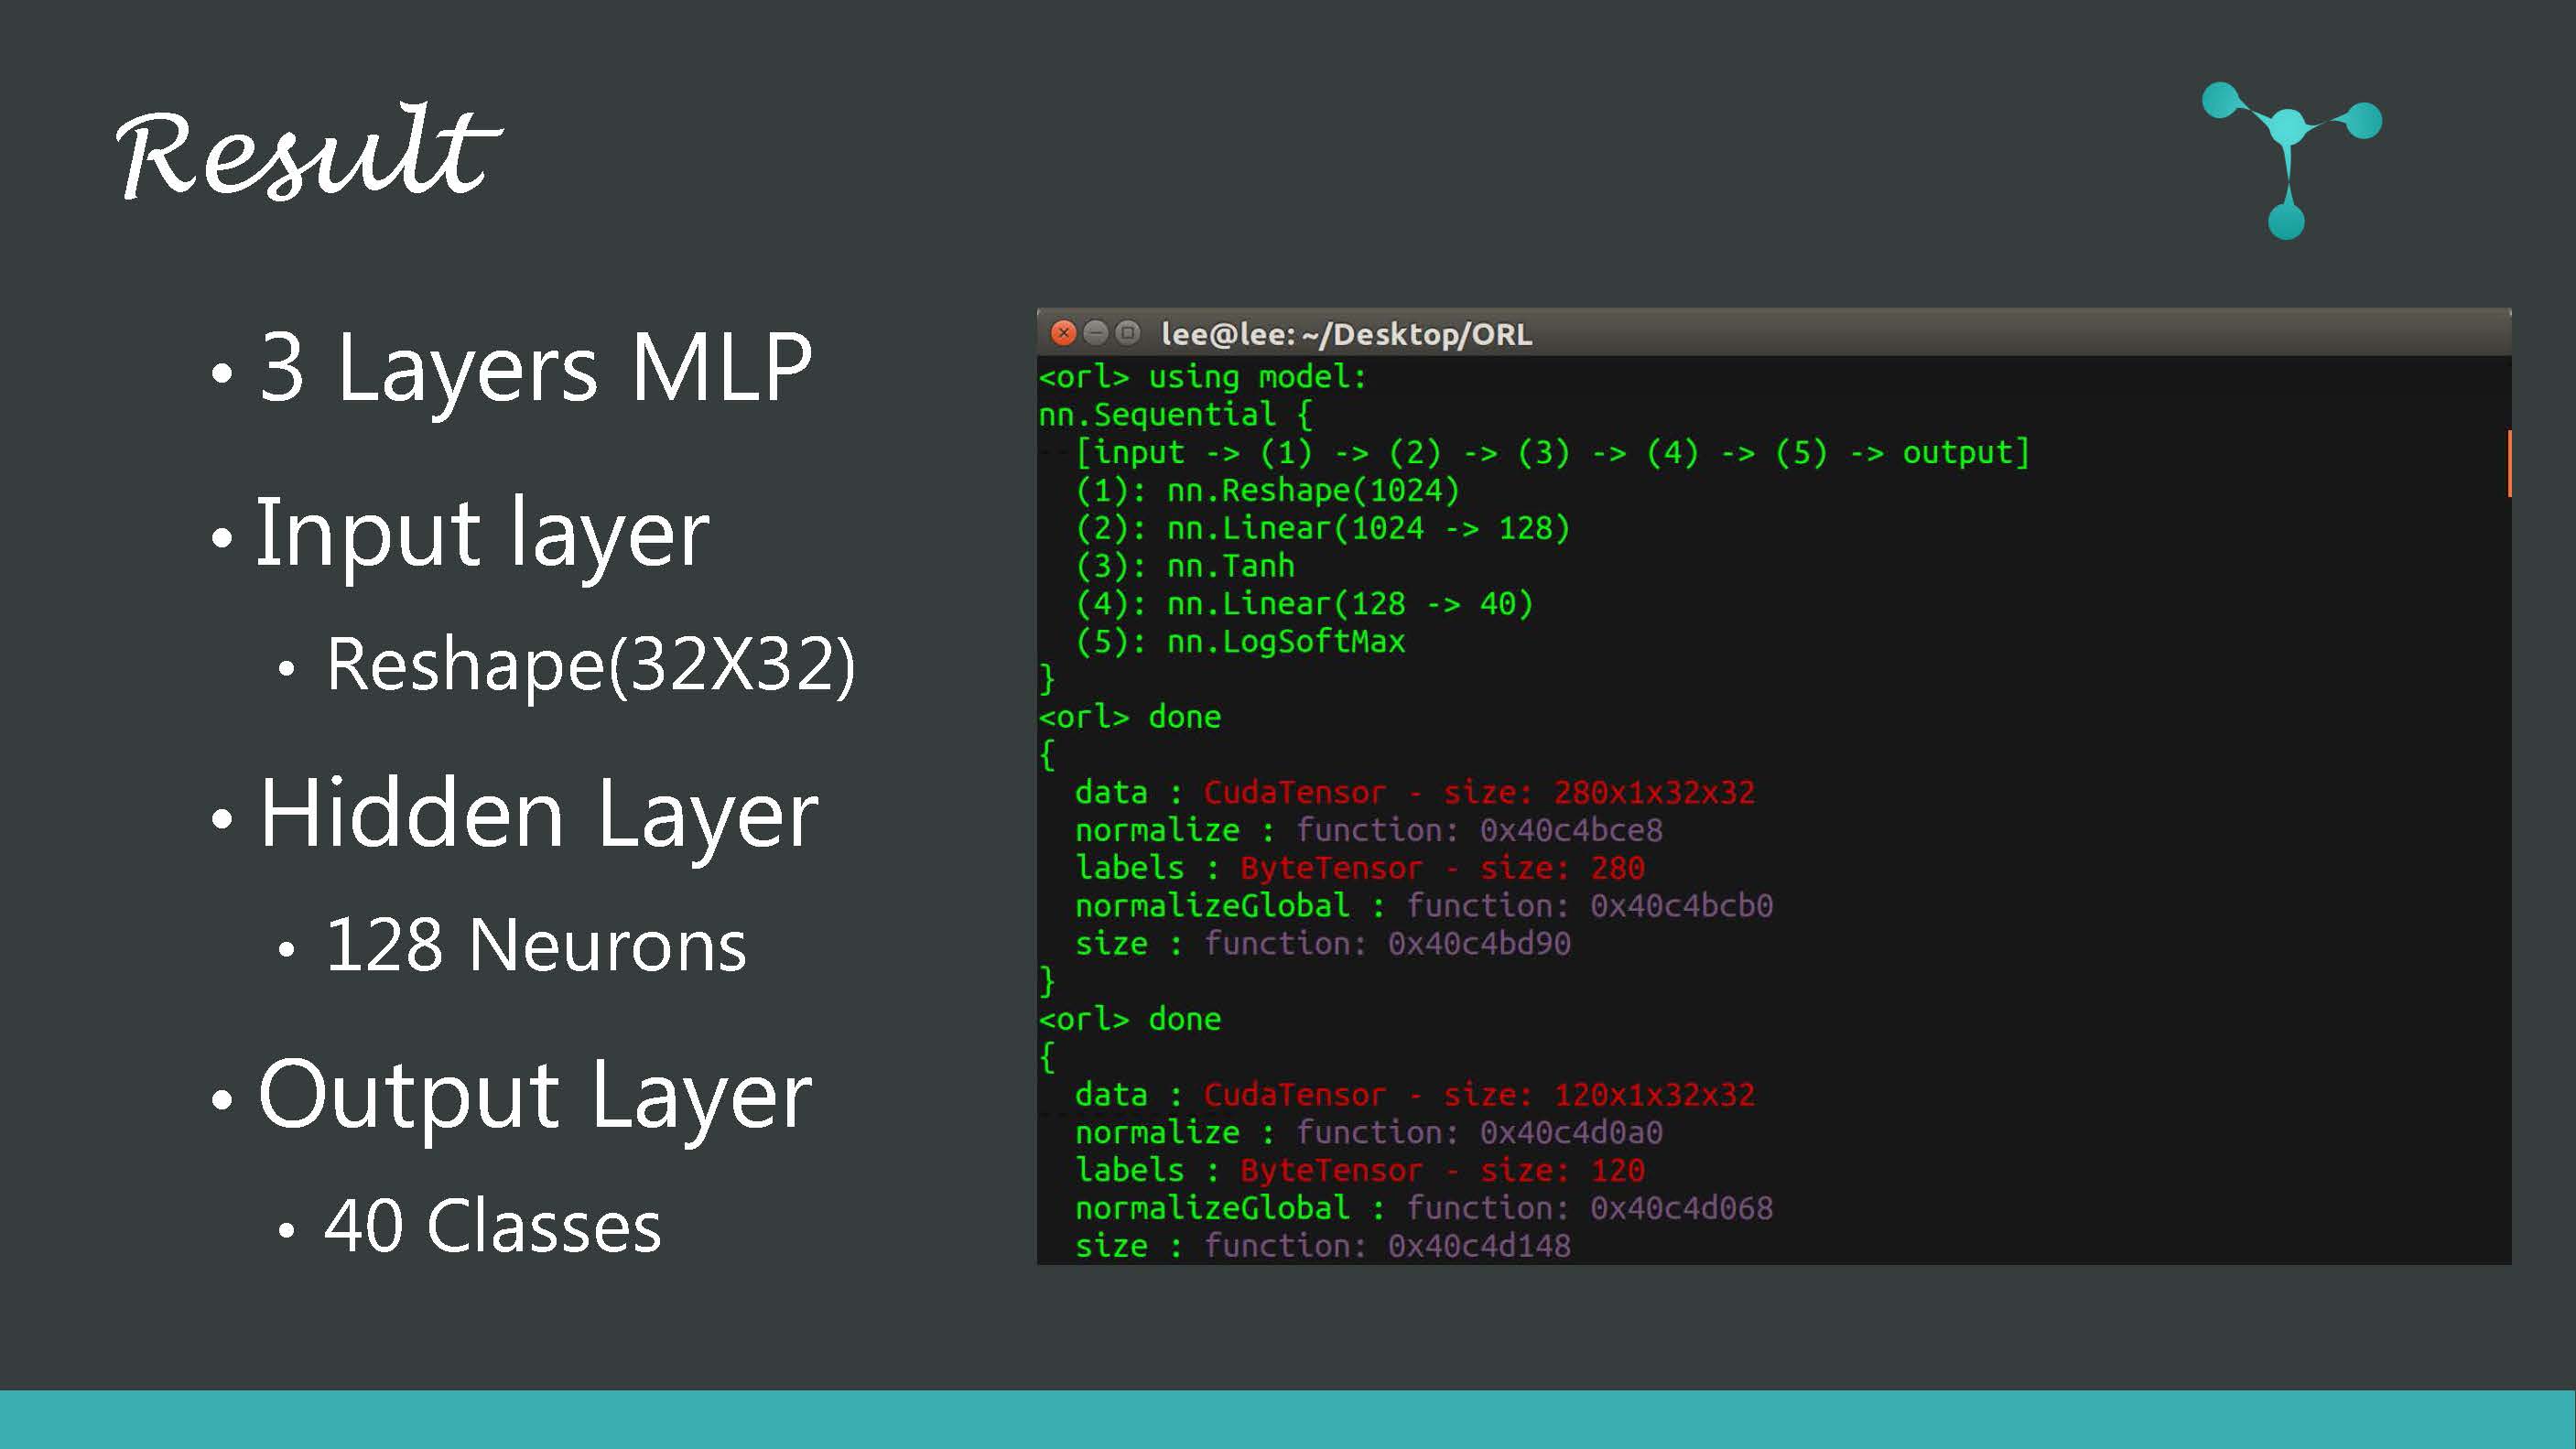 Result
• 3 Layers MLP
• Input layer
• Reshape(32X32)
• Hidden Layer
• 128 Neurons
• Output Layer
• 40 Classes
lee@lee: ~/Desktop/ORL
<orl> using model:
nn.Sequential {
  [input -> (1) -> (2) -> (3) -> (4) -> (5) -> output]
  (1): nn.Reshape(1024)
  (2): nn.Linear(1024 -> 128)
  (3): nn.Tanh
  (4): nn.Linear(128 -> 40)
  (5): nn.LogSoftMax
}
<orl> done
{
  data : CudaTensor - size: 280x1x32x32
  normalize : function: 0x40c4bce8
  labels : ByteTensor - size: 280
  normalizeGlobal : function: 0x40c4bcb0
  size : function: 0x40c4bd90
}
<orl> done
{
  data : CudaTensor - size: 120x1x32x32
  normalize : function: 0x40c4d0a0
  labels : ByteTensor - size: 120
  normalizeGlobal : function: 0x40c4d068
  size : function: 0x40c4d148